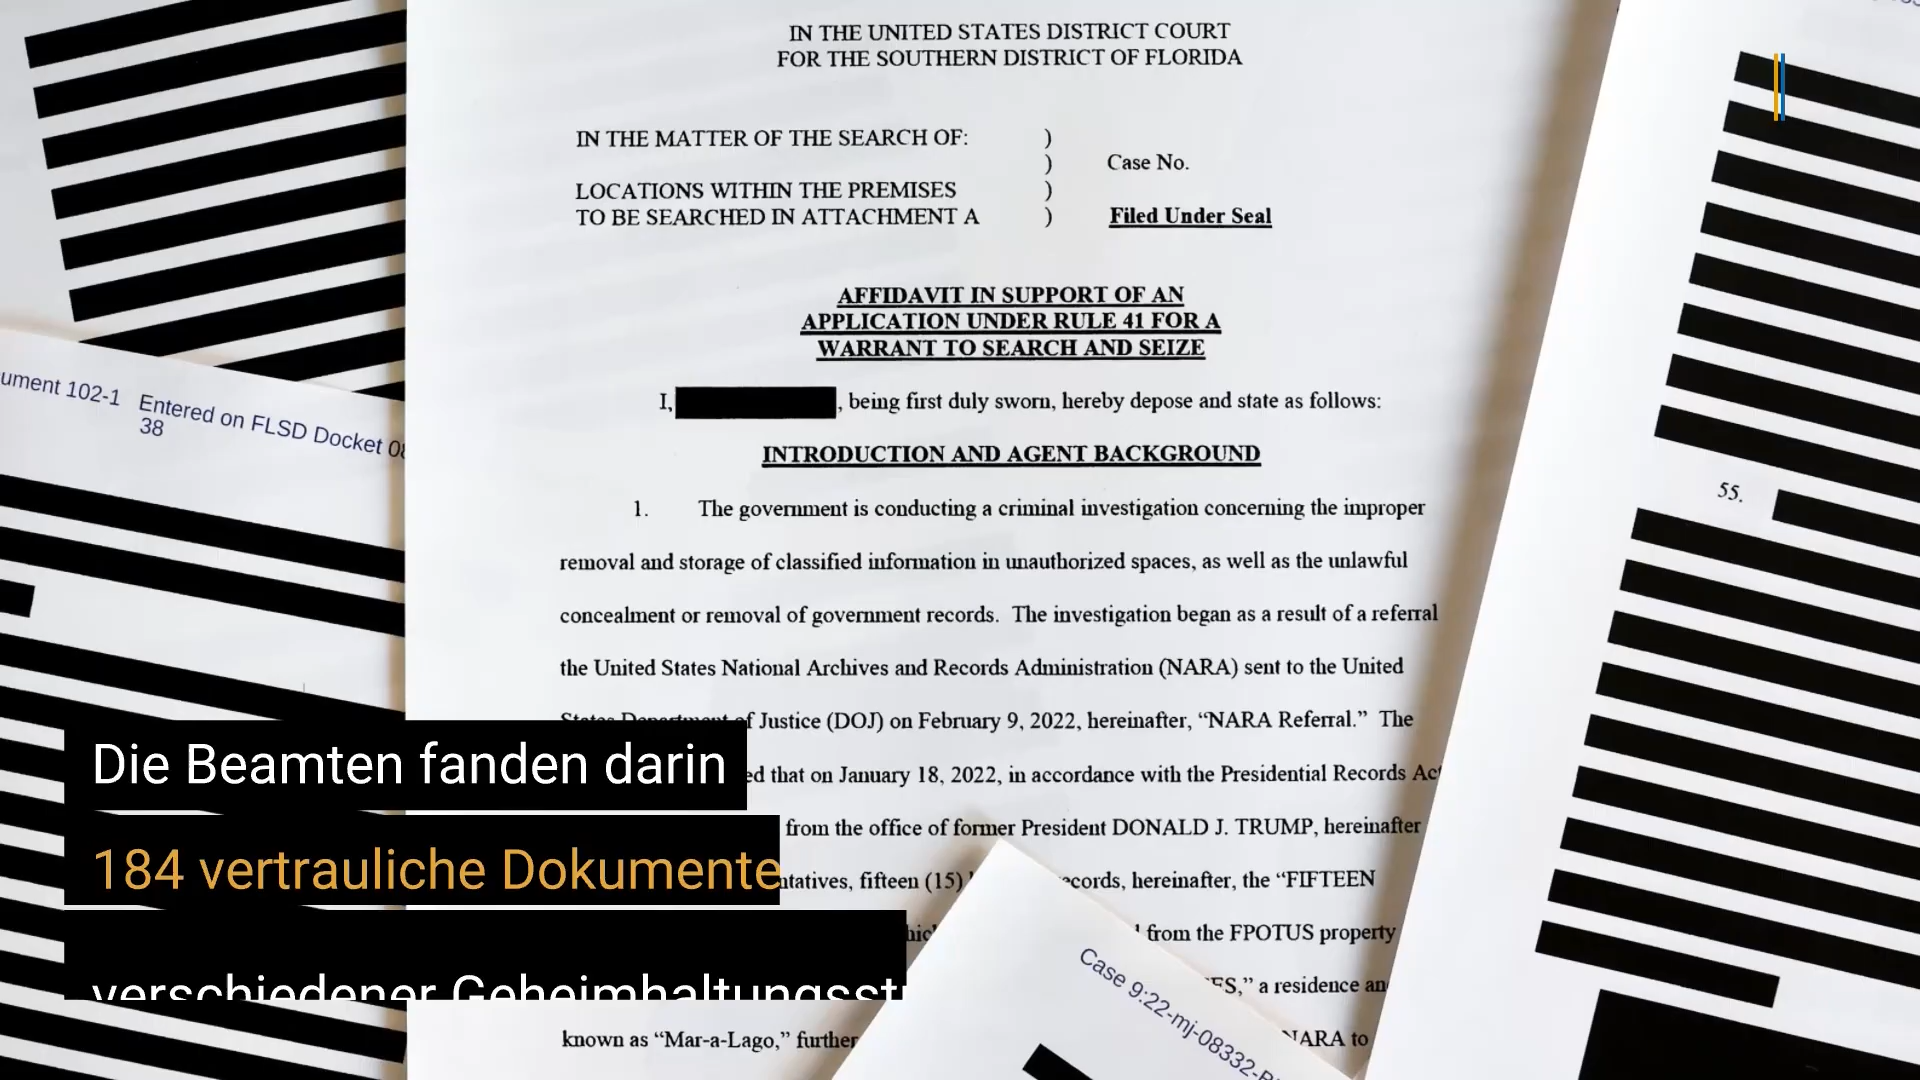 IN THE UNITED STATES DISTRICT COURT
FOR THE SOUTHERN DISTRICT OF FLORIDA
IN THE MATTER OF THE SEARCH OF: )
) Case No.
LOCATIONS WITHIN THE PREMISES )
TO BE SEARCHED IN ATTACHMENT A ) Filed Under Seal
AFFIDAVIT IN SUPPORT OF AN
APPLICATION UNDER RULE 41 FOR A
WARRANT TO SEARCH AND SEIZE
I, , being first duly sworn, hereby depose and state as follows:
INTRODUCTION AND AGENT BACKGROUND
1. The government is conducting a criminal investigation concerning the improper
removal and storage of classified information in unauthorized spaces, as well as the unlawful
concealment or removal of government records. The investigation began as a result of a referral
the United States National Archives and Records Administration (NARA) sent to the United
States Department of Justice (DOJ) on February 9, 2022, hereinafter, “NARA Referral.” The
that on January 18, 2022, in accordance with the Presidential Records
from the office of former President DONALD J. TRUMP, hereinafter
fifteen (15) hereinafter, the “FIFTEEN
from the FPOTUS property
a residence
known as “Mar-a-Lago,” further
to
102-1 Entered on FLSD Docket
38
55.
Case 9:22-mj-08332-
Die Beamten fanden darin
184 vertrauliche Dokumente
verschiedener